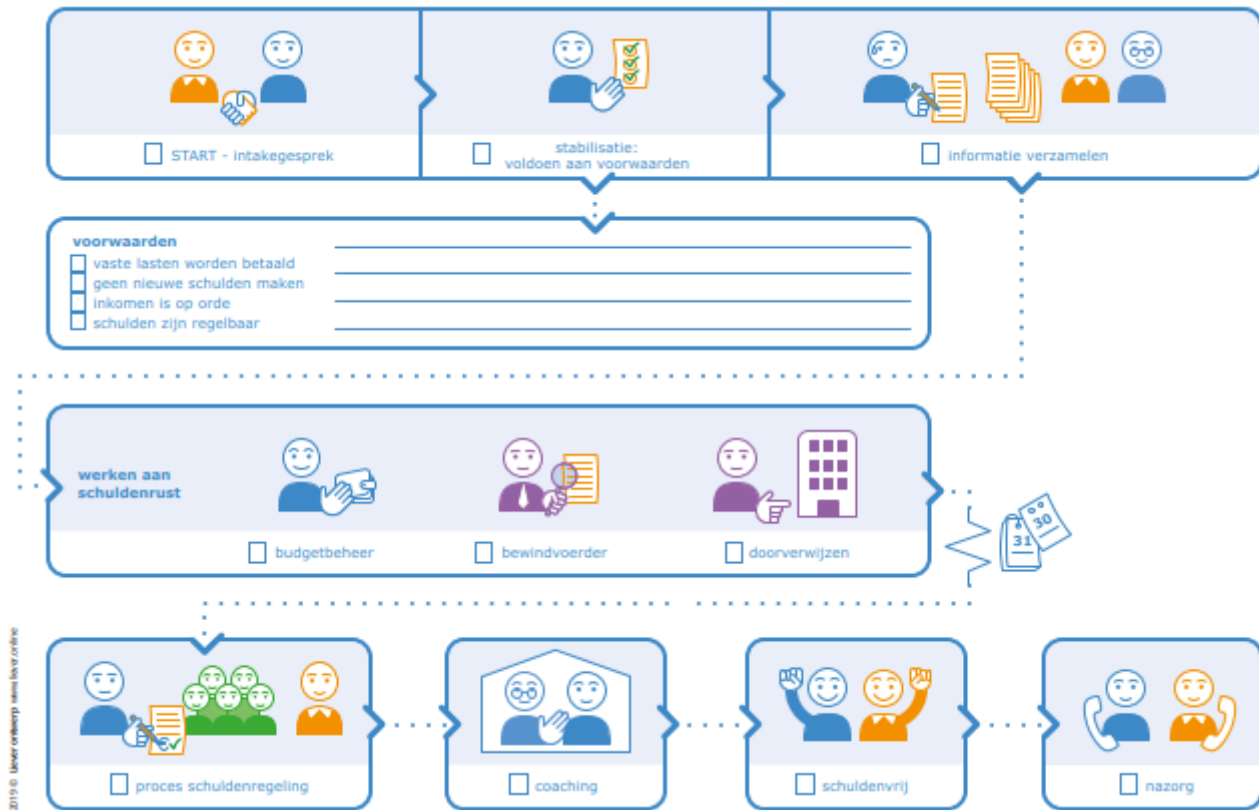 START - intakegesprek
stabilisatie:
voldoen aan voorwaarden
informatie verzamelen
voorwaarden
vaste lasten worden betaald
geen nieuwe schulden maken
inkomen is op orde
schulden zijn regelbaar
werken aan
schuldenrust
budgetbeheer
bewindvoerder
doorverwijzen
31
30
proces schuldenregeling
coaching
schuldenvrij
nazorg
2019 ©